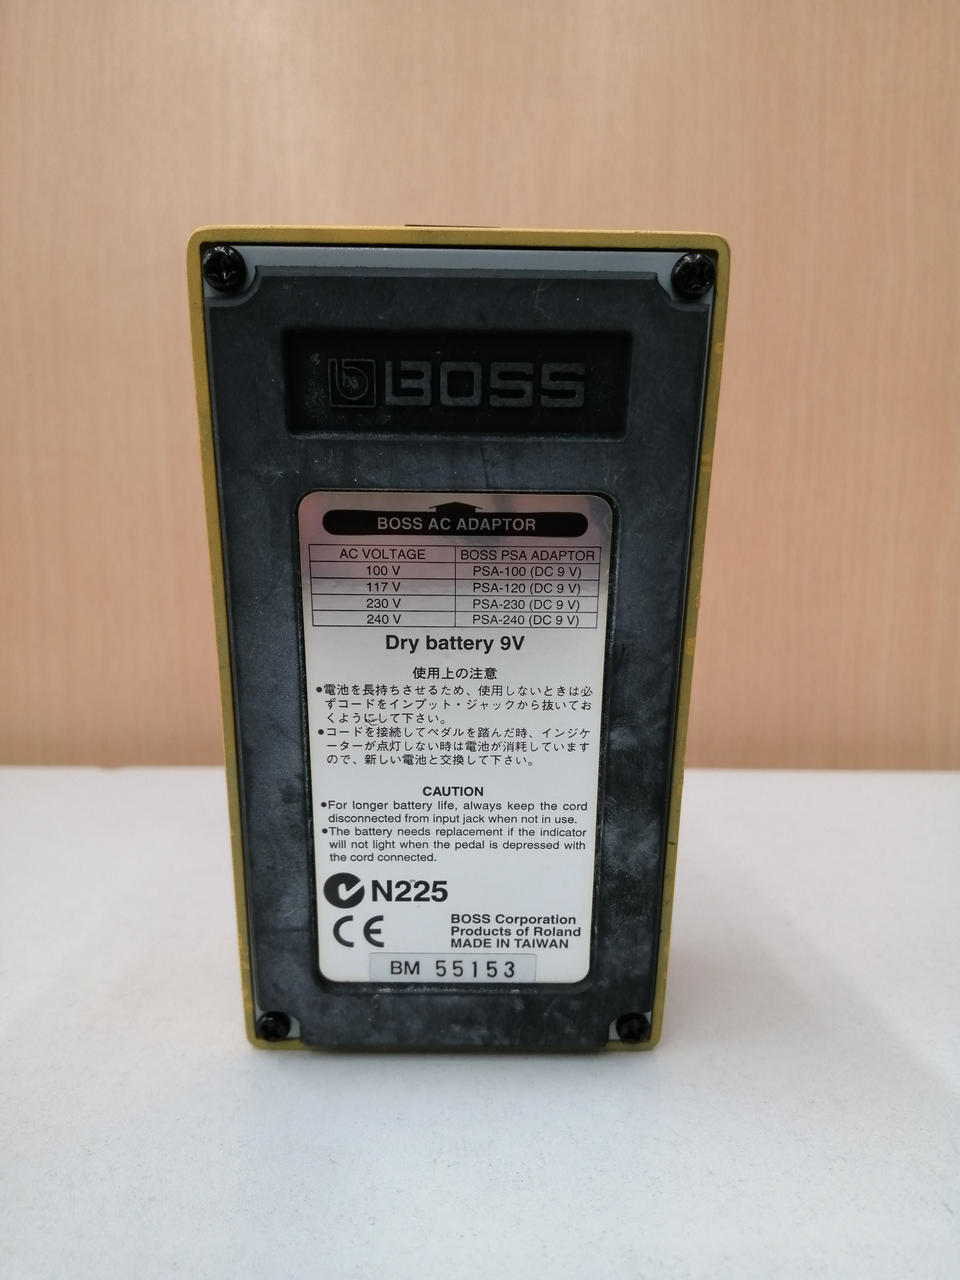 BOSS
BOSS AC ADAPTOR
AC VOLTAGE BOSS PSA ADAPTOR
100 V PSA-100 (DC 9 V)
117 V PSA-120 (DC 9 V)
230 V PSA-230 (DC 9 V)
240 V PSA-240 (DC 9 V)
Dry battery 9V
使用上の注意
●電池を長持ちさせるため、使用しないときは必
ずコードをインプット・ジャックから抜いてお
くようにして下さい。
●コードを接続してペダルを踏んだ時、インジケ
ーターが点灯しない時は電池が消耗しています
ので、新しい電池と交換して下さい。
CAUTION
●For longer battery life, always keep the cord
disconnected from input jack when not in use.
●The battery needs replacement if the indicator
will not light when the pedal is depressed with
the cord connected.
N225
CE
BOSS Corporation
Products of Roland
MADE IN TAIWAN
BM 55153